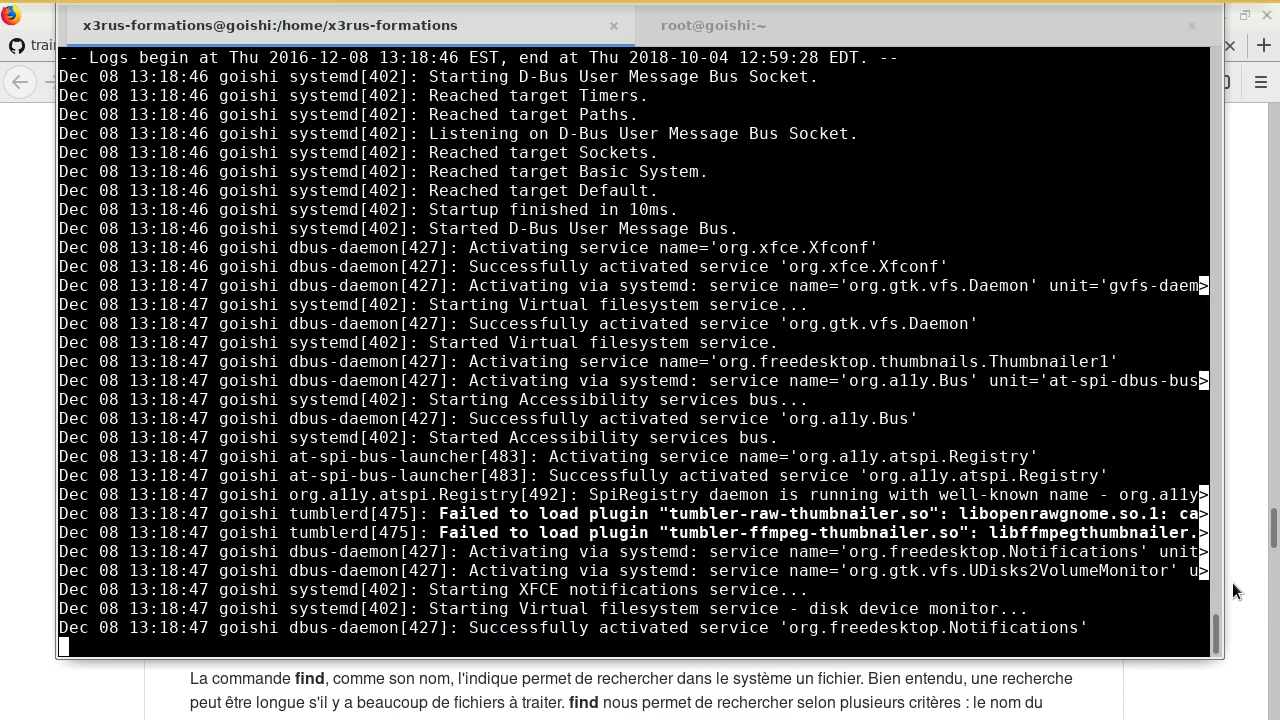 x3rus-formations@goishi:/home/x3rus-formations × root@goishi:~ ×
trai
-- Logs begin at Thu 2016-12-08 13:18:46 EST, end at Thu 2018-10-04 12:59:28 EDT. --
Dec 08 13:18:46 goishi systemd[402]: Starting D-Bus User Message Bus Socket.
Dec 08 13:18:46 goishi systemd[402]: Reached target Timers.
Dec 08 13:18:46 goishi systemd[402]: Reached target Paths.
Dec 08 13:18:46 goishi systemd[402]: Listening on D-Bus User Message Bus Socket.
Dec 08 13:18:46 goishi systemd[402]: Reached target Sockets.
Dec 08 13:18:46 goishi systemd[402]: Reached target Basic System.
Dec 08 13:18:46 goishi systemd[402]: Reached target Default.
Dec 08 13:18:46 goishi systemd[402]: Startup finished in 10ms.
Dec 08 13:18:46 goishi systemd[402]: Started D-Bus User Message Bus.
Dec 08 13:18:46 goishi dbus-daemon[427]: Activating service name='org.xfce.Xfconf'
Dec 08 13:18:46 goishi dbus-daemon[427]: Successfully activated service 'org.xfce.Xfconf'
Dec 08 13:18:47 goishi dbus-daemon[427]: Activating via systemd: service name='org.gtk.vfs.Daemon' unit='gvfs-daem>
Dec 08 13:18:47 goishi systemd[402]: Starting Virtual filesystem service...
Dec 08 13:18:47 goishi dbus-daemon[427]: Successfully activated service 'org.gtk.vfs.Daemon'
Dec 08 13:18:47 goishi systemd[402]: Started Virtual filesystem service.
Dec 08 13:18:47 goishi dbus-daemon[427]: Activating service name='org.freedesktop.thumbnails.Thumbnailer1'
Dec 08 13:18:47 goishi dbus-daemon[427]: Activating via systemd: service name='org.a11y.Bus' unit='at-spi-dbus-bus>
Dec 08 13:18:47 goishi systemd[402]: Starting Accessibility services bus...
Dec 08 13:18:47 goishi dbus-daemon[427]: Successfully activated service 'org.a11y.Bus'
Dec 08 13:18:47 goishi systemd[402]: Started Accessibility services bus.
Dec 08 13:18:47 goishi at-spi-bus-launcher[483]: Activating service name='org.a11y.atspi.Registry'
Dec 08 13:18:47 goishi at-spi-bus-launcher[483]: Successfully activated service 'org.a11y.atspi.Registry'
Dec 08 13:18:47 goishi org.a11y.atspi.Registry[492]: SpiRegistry daemon is running with well-known name - org.a11y>
Dec 08 13:18:47 goishi tumblerd[475]: Failed to load plugin "tumbler-raw-thumbnailer.so": libopenrawgnome.so.1: ca>
Dec 08 13:18:47 goishi tumblerd[475]: Failed to load plugin "tumbler-ffmpeg-thumbnailer.so": libffmpegthumbnailer.>
Dec 08 13:18:47 goishi dbus-daemon[427]: Activating via systemd: service name='org.freedesktop.Notifications' unit>
Dec 08 13:18:47 goishi dbus-daemon[427]: Activating via systemd: service name='org.gtk.vfs.UDisks2VolumeMonitor' u>
Dec 08 13:18:47 goishi systemd[402]: Starting XFCE notifications service...
Dec 08 13:18:47 goishi systemd[402]: Starting Virtual filesystem service - disk device monitor...
Dec 08 13:18:47 goishi dbus-daemon[427]: Successfully activated service 'org.freedesktop.Notifications'
La commande find, comme son nom, l'indique permet de rechercher dans le système un fichier. Bien entendu, une recherche
peut être longue s'il y a beaucoup de fichiers à traiter. find nous permet de rechercher selon plusieurs critères : le nom du